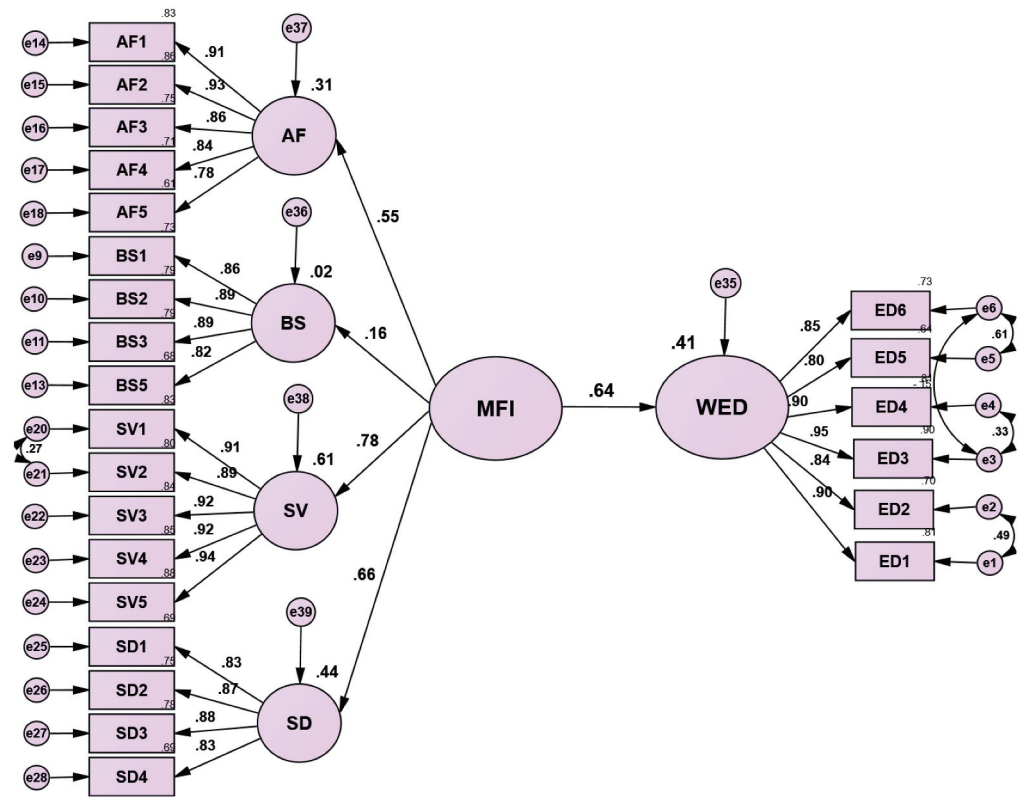 .83
e14 AF1 .91
.86
e15 AF2 .93
.75
e16 AF3 .86
.71
e17 AF4 .84
.61
e18 AF5 .78
e37
.31
AF
.73
e9 BS1 .86
.79
e10 BS2 .89
.79
e11 BS3 .89
.68
e13 BS5 .82
e36
.02
BS
.83
e20 SV1 .91
.27
.80
e21 SV2 .89
.84
e22 SV3 .92
.85
e23 SV4 .92
.88
e24 SV5 .94
e38
.61
SV
.69
e25 SD1 .83
.75
e26 SD2 .87
.78
e27 SD3 .88
.69
e28 SD4 .83
e39
.44
SD
.55
.16
.78
.66
MFI
.64
e35
.41
WED
.73
.85 ED6 e6
.61
.64
.80 ED5 e5
.81
-.15
.90 ED4 e4
.33
.90
.95 ED3 e3
.70
.84 ED2 e2
.49
.81
.90 ED1 e1